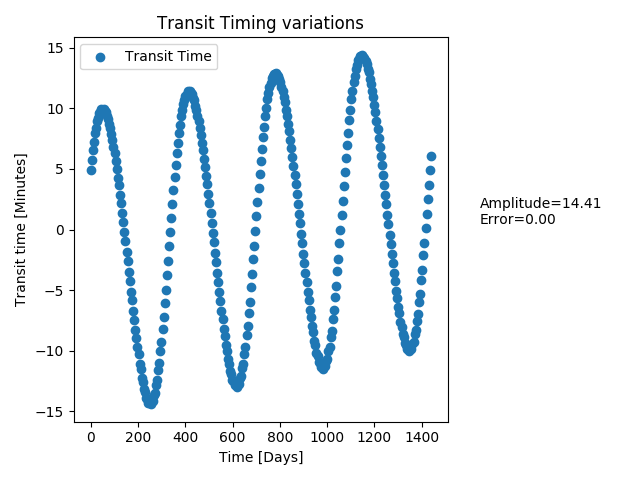 Transit Timing variations
Transit Time
15
10
5
0
−5
−10
−15
Transit time [Minutes]
0 200 400 600 800 1000 1200 1400
Time [Days]
Amplitude=14.41
Error=0.00